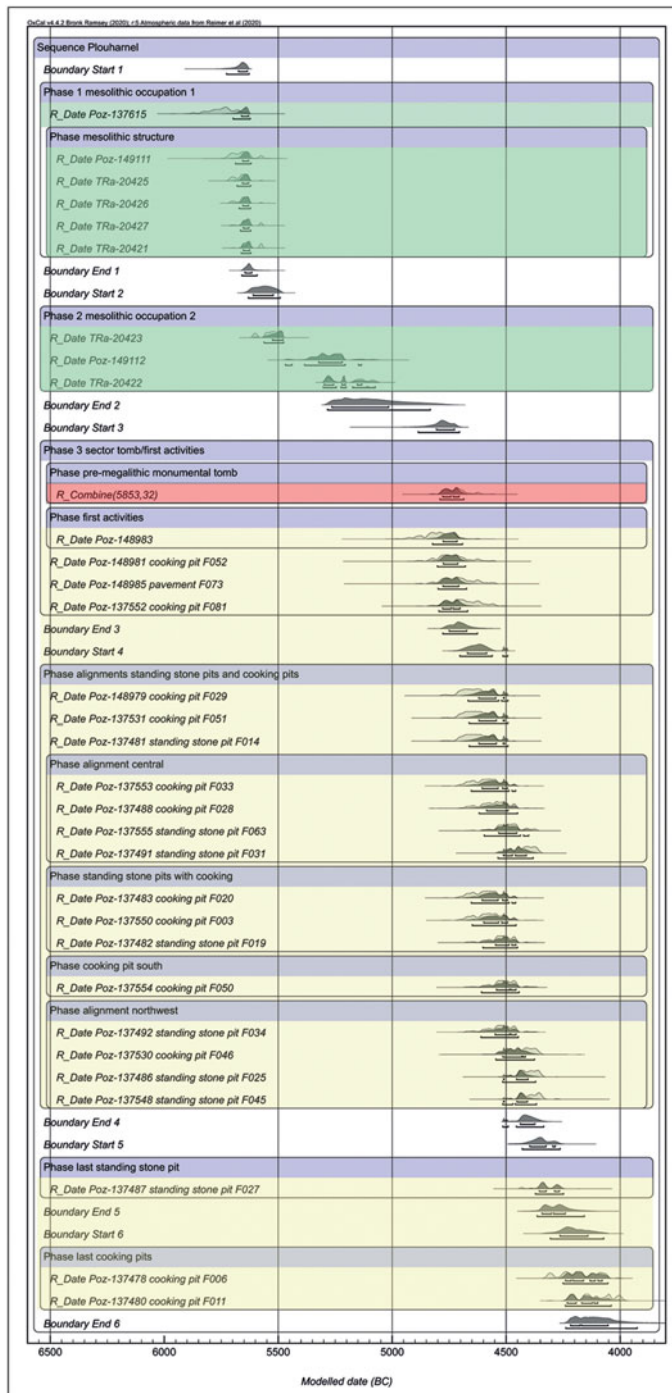 OxCal v4.4.2 Bronk Ramsey (2020); r:5 Atmospheric data from Reimer et al (2020)
Sequence Plouharnel
Boundary Start 1
Phase 1 mesolithic occupation 1
R_Date Poz-137615
Phase mesolithic structure
R_Date Poz-149111
R_Date TRa-20425
R_Date TRa-20426
R_Date TRa-20427
R_Date TRa-20421
Boundary End 1
Boundary Start 2
Phase 2 mesolithic occupation 2
R_Date TRa-20423
R_Date Poz-149112
R_Date TRa-20422
Boundary End 2
Boundary Start 3
Phase 3 sector tomb/first activities
Phase pre-megalithic monumental tomb
R_Combine(5853,32)
Phase first activities
R_Date Poz-148983
R_Date Poz-148981 cooking pit F052
R_Date Poz-148985 pavement F073
R_Date Poz-137552 cooking pit F081
Boundary End 3
Boundary Start 4
Phase alignments standing stone pits and cooking pits
R_Date Poz-148979 cooking pit F029
R_Date Poz-137531 cooking pit F051
R_Date Poz-137481 standing stone pit F014
Phase alignment central
R_Date Poz-137553 cooking pit F033
R_Date Poz-137488 cooking pit F028
R_Date Poz-137555 standing stone pit F063
R_Date Poz-137491 standing stone pit F031
Phase standing stone pits with cooking
R_Date Poz-137483 cooking pit F020
R_Date Poz-137550 cooking pit F003
R_Date Poz-137482 standing stone pit F019
Phase cooking pit south
R_Date Poz-137554 cooking pit F050
Phase alignment northwest
R_Date Poz-137492 standing stone pit F034
R_Date Poz-137530 cooking pit F046
R_Date Poz-137486 standing stone pit F025
R_Date Poz-137548 standing stone pit F045
Boundary End 4
Boundary Start 5
Phase last standing stone pit
R_Date Poz-137487 standing stone pit F027
Boundary End 5
Boundary Start 6
Phase last cooking pits
R_Date Poz-137478 cooking pit F006
R_Date Poz-137480 cooking pit F011
Boundary End 6
6500 6000 5500 5000 4500 4000
Modelled date (BC)